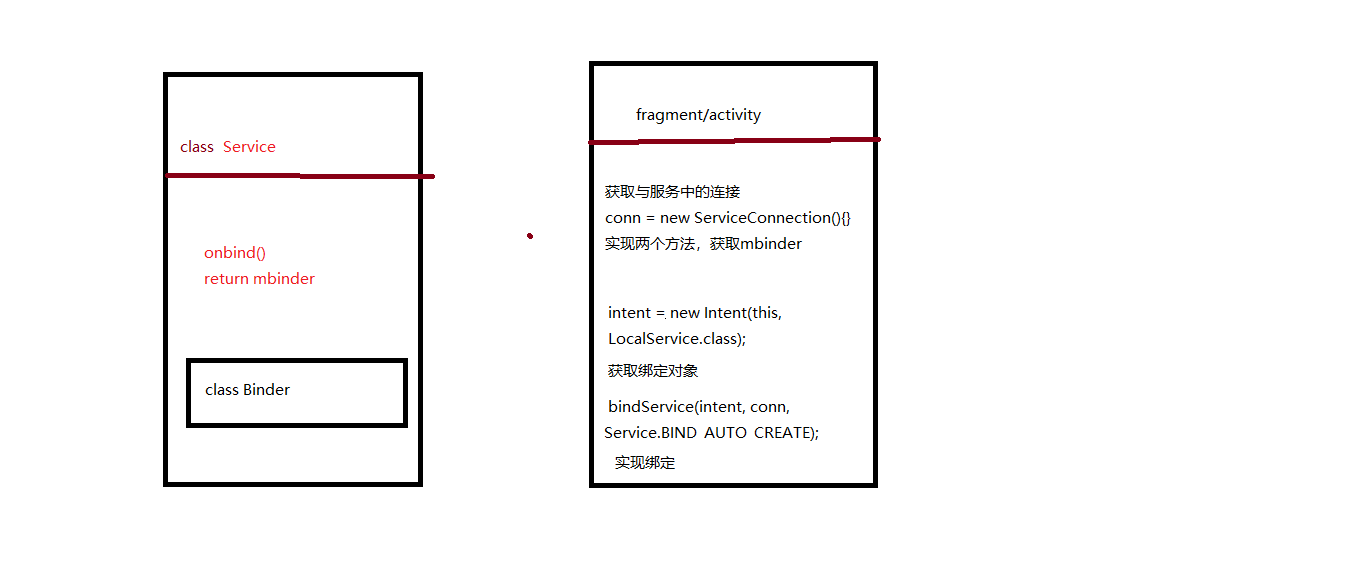 class Service
onbind()
return mbinder
class Binder
fragment/activity
获取与服务中的连接
conn = new ServiceConnection(){}
实现两个方法，获取mbinder
intent = new Intent(this,
LocalService.class);
获取绑定对象
bindService(intent, conn,
Service.BIND_AUTO_CREATE);
实现绑定